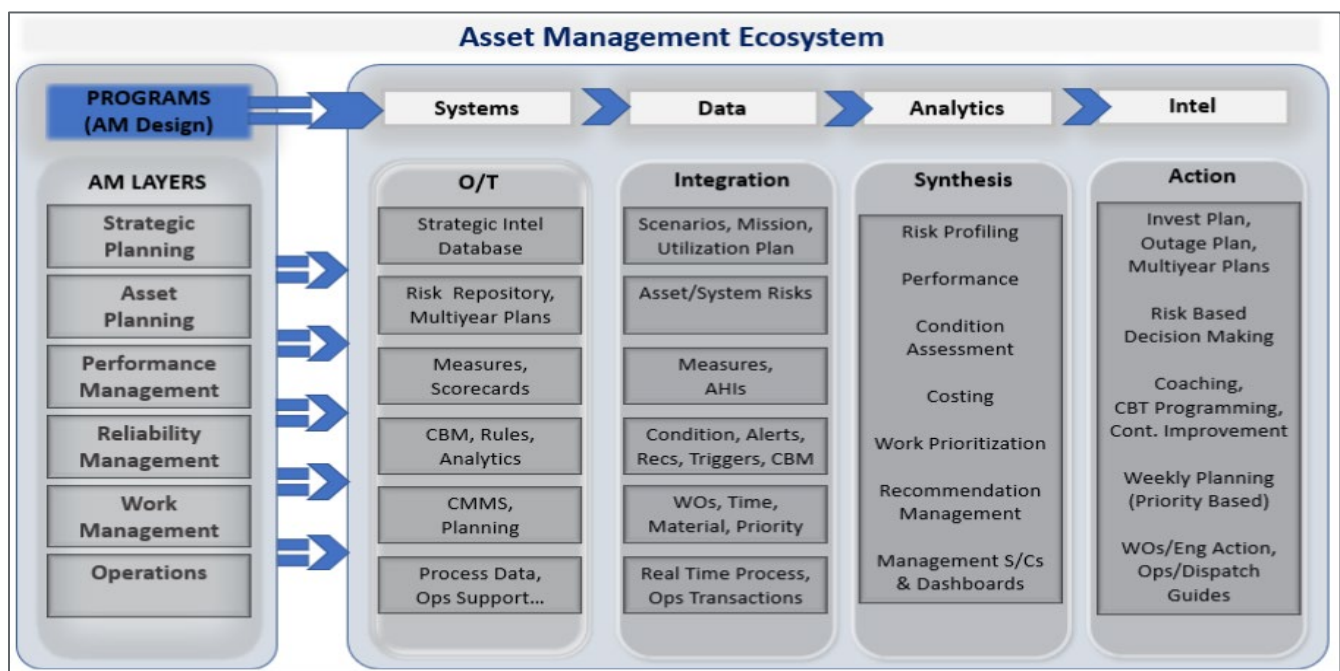 Asset Management Ecosystem
PROGRAMS
(AM Design)
Systems
Data
Analytics
Intel
AM LAYERS
Strategic
Planning
Asset
Planning
Performance
Management
Reliability
Management
Work
Management
Operations
O/T
Strategic Intel
Database
Risk Repository,
Multiyear Plans
Measures,
Scorecards
CBM, Rules,
Analytics
CMMS,
Planning
Process Data,
Ops Support...
Integration
Scenarios, Mission,
Utilization Plan
Asset/System Risks
Measures,
AHIs
Condition, Alerts,
Recs, Triggers, CBM
WOs, Time,
Material, Priority
Real Time Process,
Ops Transactions
Synthesis
Risk Profiling
Performance
Condition
Assessment
Costing
Work Prioritization
Recommendation
Management
Management S/Cs
& Dashboards
Action
Invest Plan,
Outage Plan,
Multiyear Plans
Risk Based
Decision Making
Coaching,
CBT Programming,
Cont. Improvement
Weekly Planning
(Priority Based)
WOs/Eng Action,
Ops/Dispatch
Guides